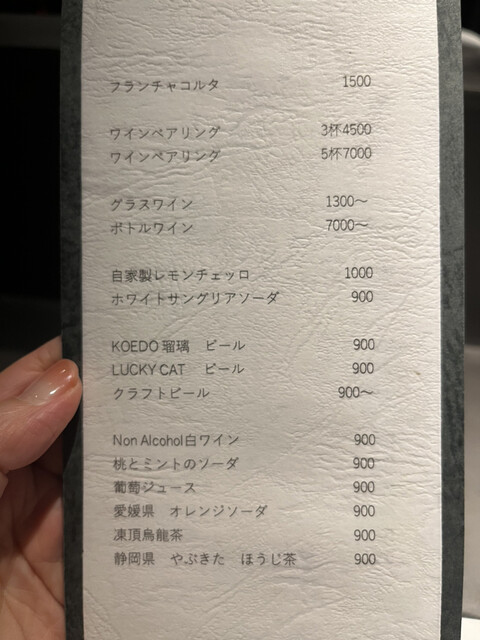 フランチャコルタ 1500
ワインペアリング 3杯4500
ワインペアリング 5杯7000
グラスワイン 1300〜
ボトルワイン 7000〜
自家製レモンチェッロ 1000
ホワイトサングリアソーダ 900
KOEDO 瑠璃 ビール 900
LUCKY CAT ビール 900
クラフトビール 900〜
Non Alcohol白ワイン 900
桃とミントのソーダ 900
葡萄ジュース 900
愛媛県 オレンジソーダ 900
凍頂烏龍茶 900
静岡県 やぶきた ほうじ茶 900